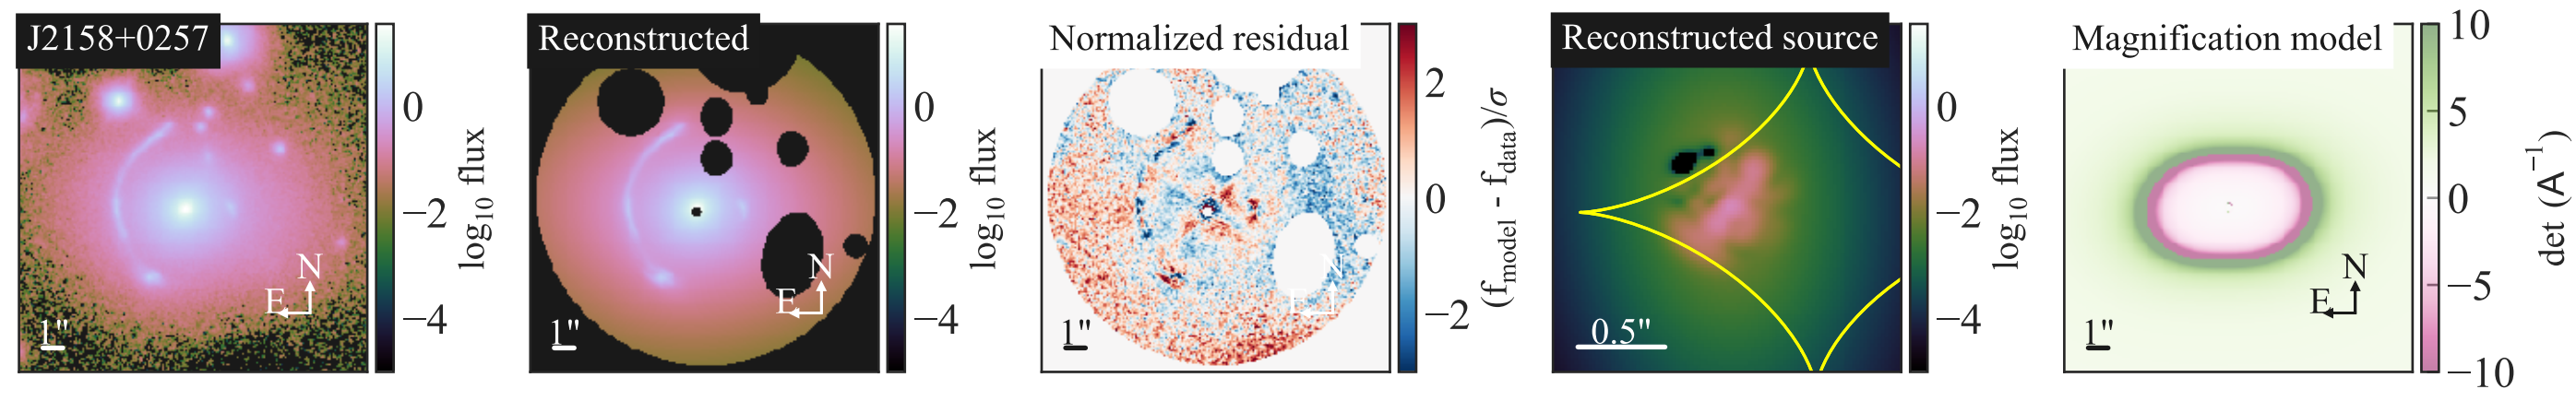 J2158+0257
0
−2
−4
log10 flux
N
E
1"
Reconstructed
0
−2
−4
log10 flux
N
E
1"
Normalized residual
2
0
−2
(fmodel - fdata)/σ
N
E
1"
Reconstructed source
0
−2
−4
log10 flux
0.5"
Magnification model
10
5
0
−5
−10
det (A−1)
N
E
1"